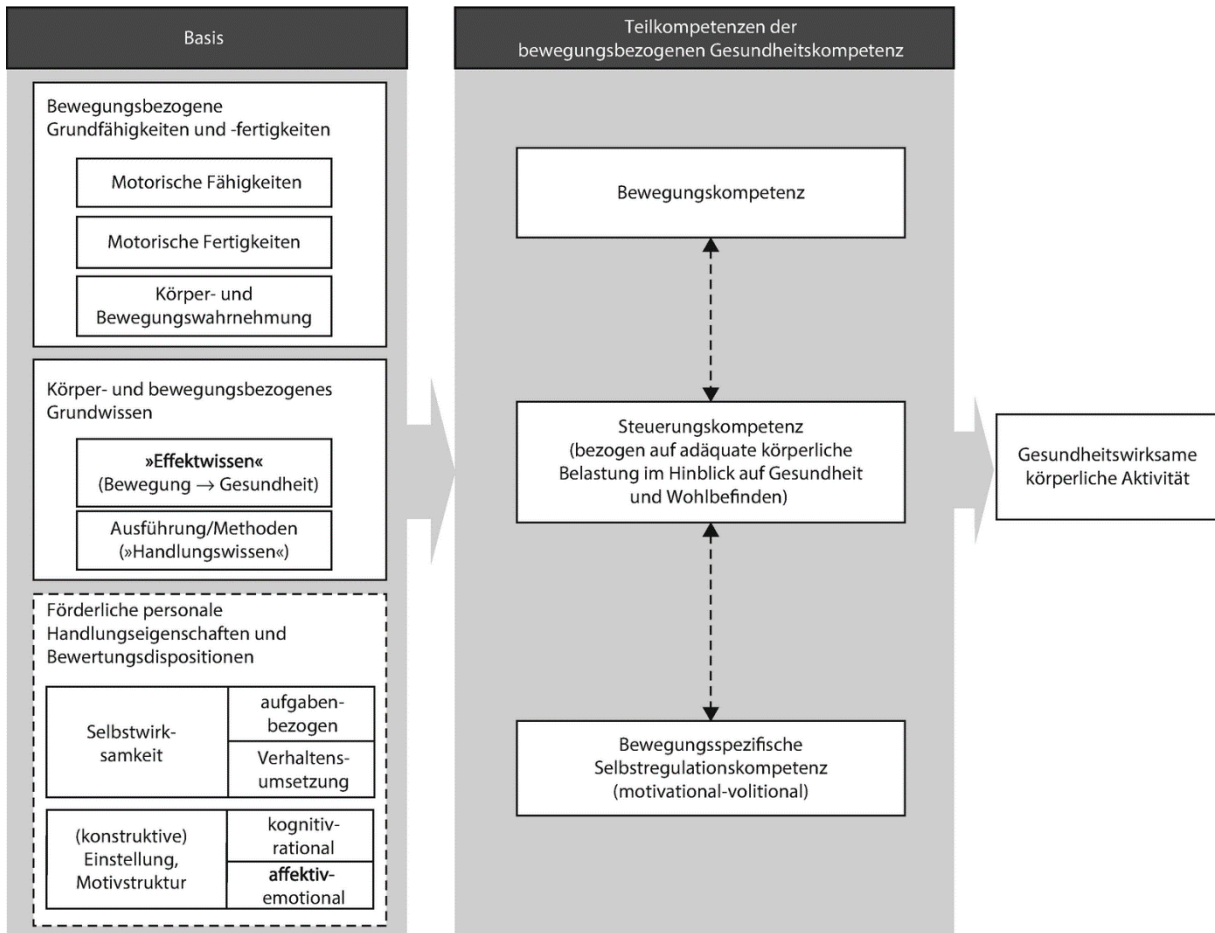 Basis
Bewegungsbezogene
Grundfähigkeiten und -fertigkeiten
Motorische Fähigkeiten
Motorische Fertigkeiten
Körper- und
Bewegungswahrnehmung
Körper- und bewegungsbezogenes
Grundwissen
»Effektwissen«
(Bewegung → Gesundheit)
Ausführung/Methoden
(»Handlungswissen«)
Förderliche personale
Handlungseigenschaften und
Bewertungsdispositionen
Selbstwirk-
samkeit
aufgaben-
bezogen
Verhaltens-
umsetzung
(konstruktive)
Einstellung,
Motivstruktur
kognitiv-
rational
affektiv-
emotional
Teilkompetenzen der
bewegungsbezogenen Gesundheitskompetenz
Bewegungskompetenz
Steuerungskompetenz
(bezogen auf adäquate körperliche
Belastung im Hinblick auf Gesundheit
und Wohlbefinden)
Bewegungsspezifische
Selbstregulationskompetenz
(motivational-volitional)
Gesundheitswirksame
körperliche Aktivität